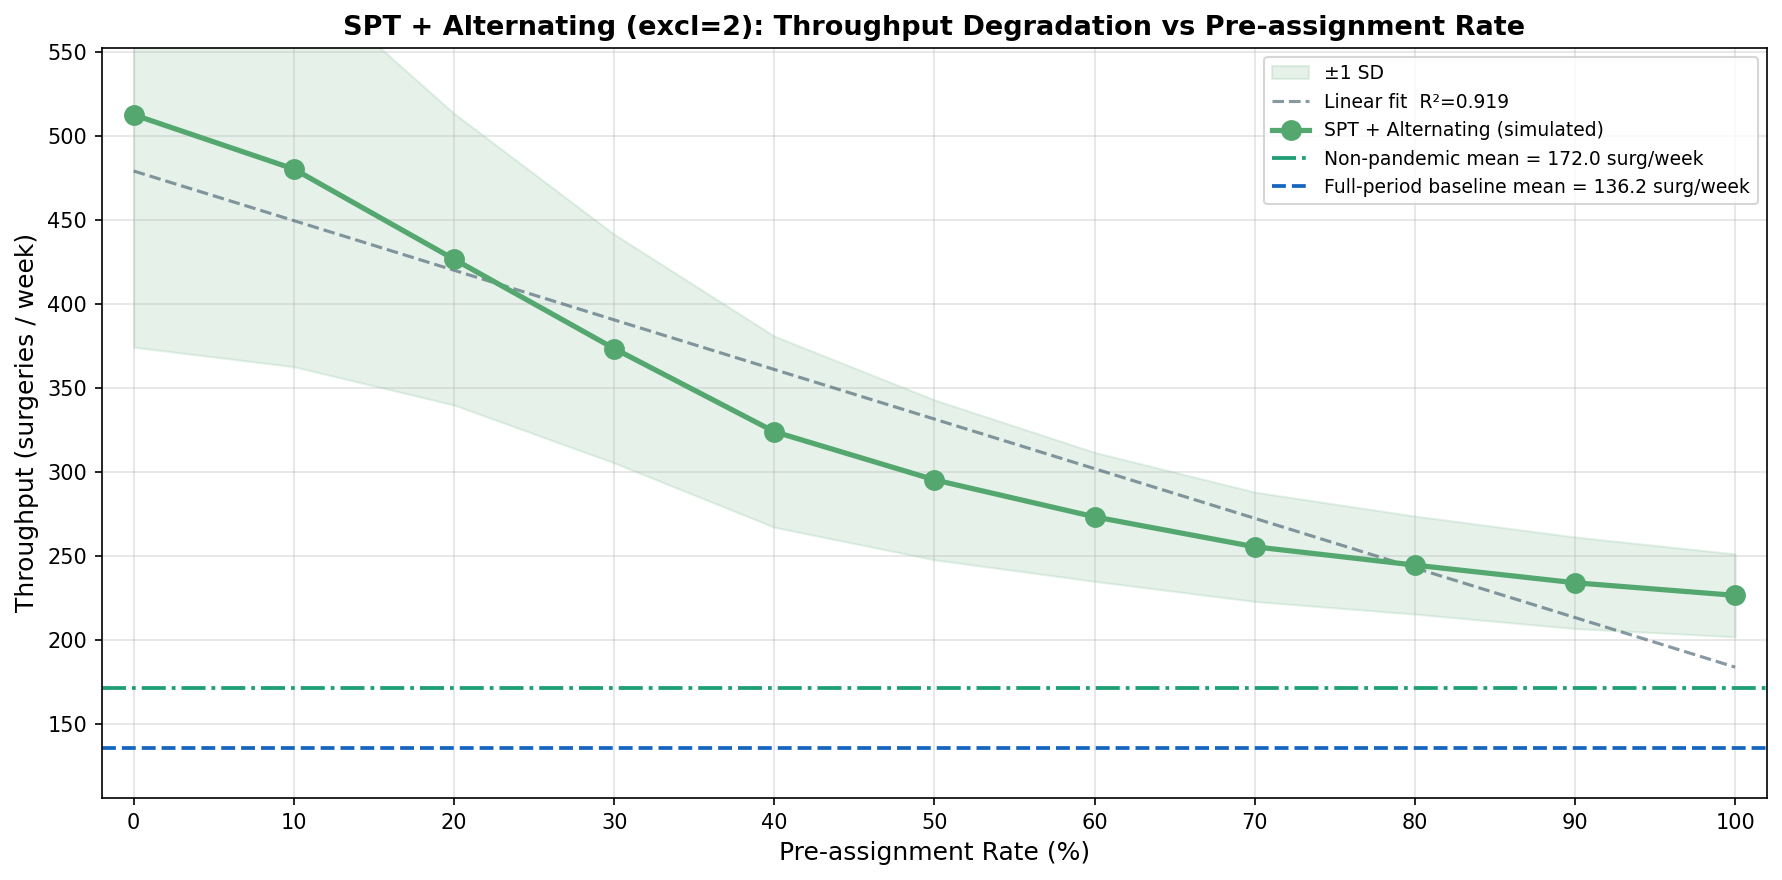 SPT + Alternating (excl=2): Throughput Degradation vs Pre-assignment Rate
±1 SD
Linear fit  R²=0.919
SPT + Alternating (simulated)
Non-pandemic mean = 172.0 surg/week
Full-period baseline mean = 136.2 surg/week
Throughput (surgeries / week)
550
500
450
400
350
300
250
200
150
0 10 20 30 40 50 60 70 80 90 100
Pre-assignment Rate (%)